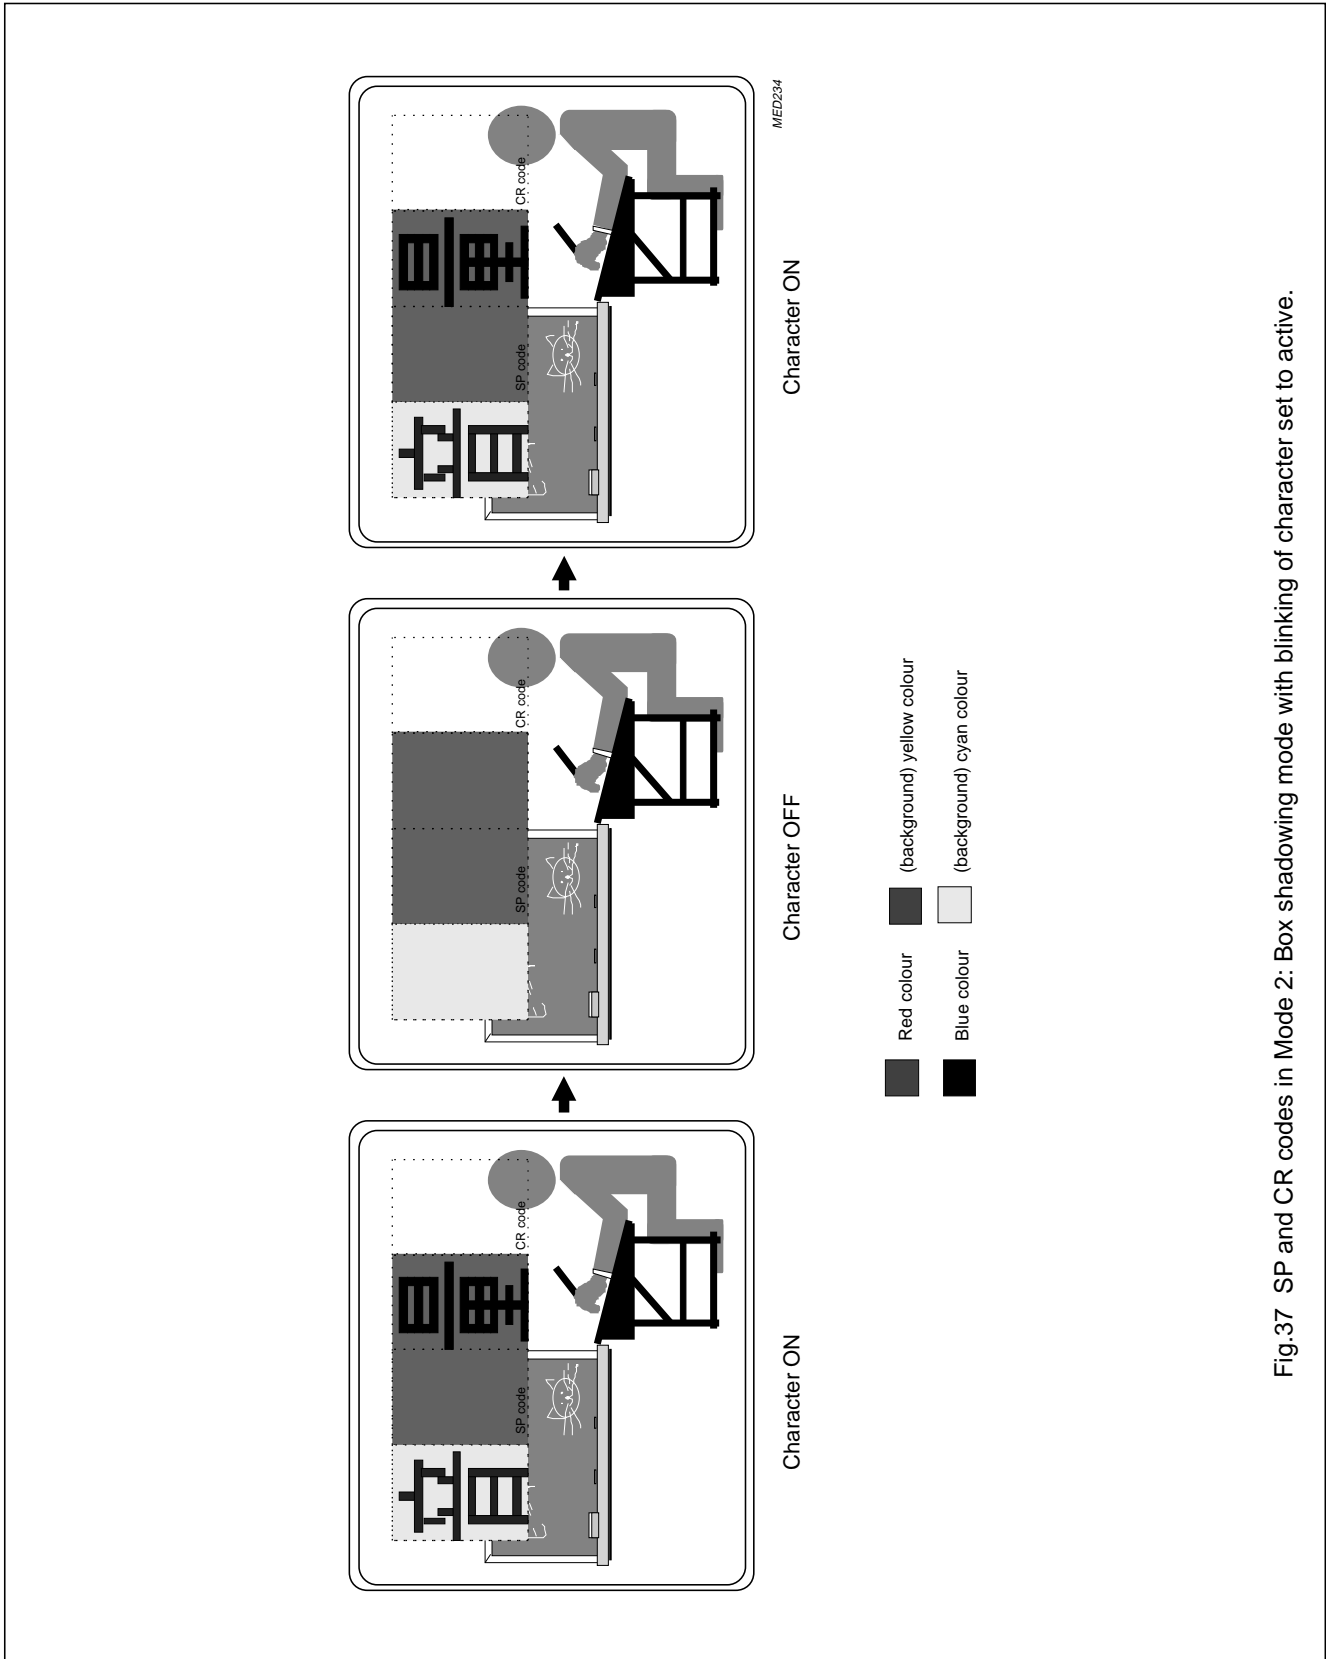 SP code
CR code
SP code
CR code
SP code
CR code
MED234
Character ON
Character OFF
Character ON
Red colour
(background) yellow colour
Blue colour
(background) cyan colour
Fig.37 SP and CR codes in Mode 2: Box shadowing mode with blinking of character set to active.